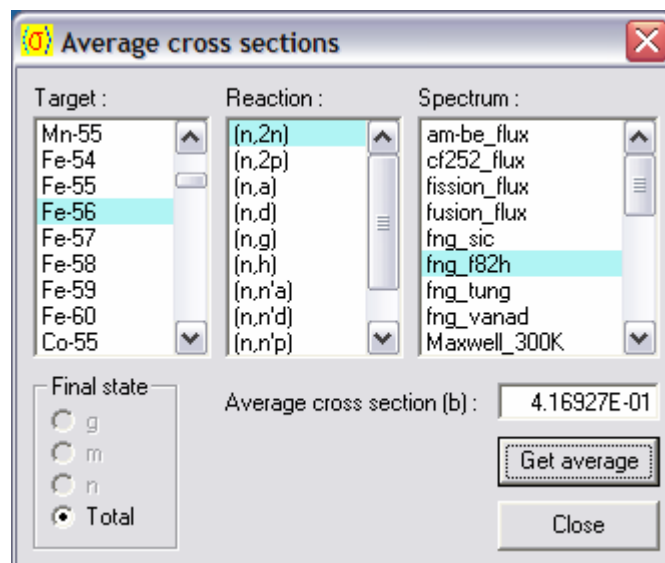 ⟨σ⟩ Average cross sections
Target :
Mn-55
Fe-54
Fe-55
Fe-56
Fe-57
Fe-58
Fe-59
Fe-60
Co-55
Reaction :
(n,2n)
(n,2p)
(n,a)
(n,d)
(n,g)
(n,h)
(n,n'a)
(n,n'd)
(n,n'p)
Spectrum :
am-be_flux
cf252_flux
fission_flux
fusion_flux
fng_sic
fng_f82h
fng_tung
fng_vanad
Maxwell_300K
Final state
g
m
n
Total
Average cross section (b) : 4.16927E-01
Get average
Close